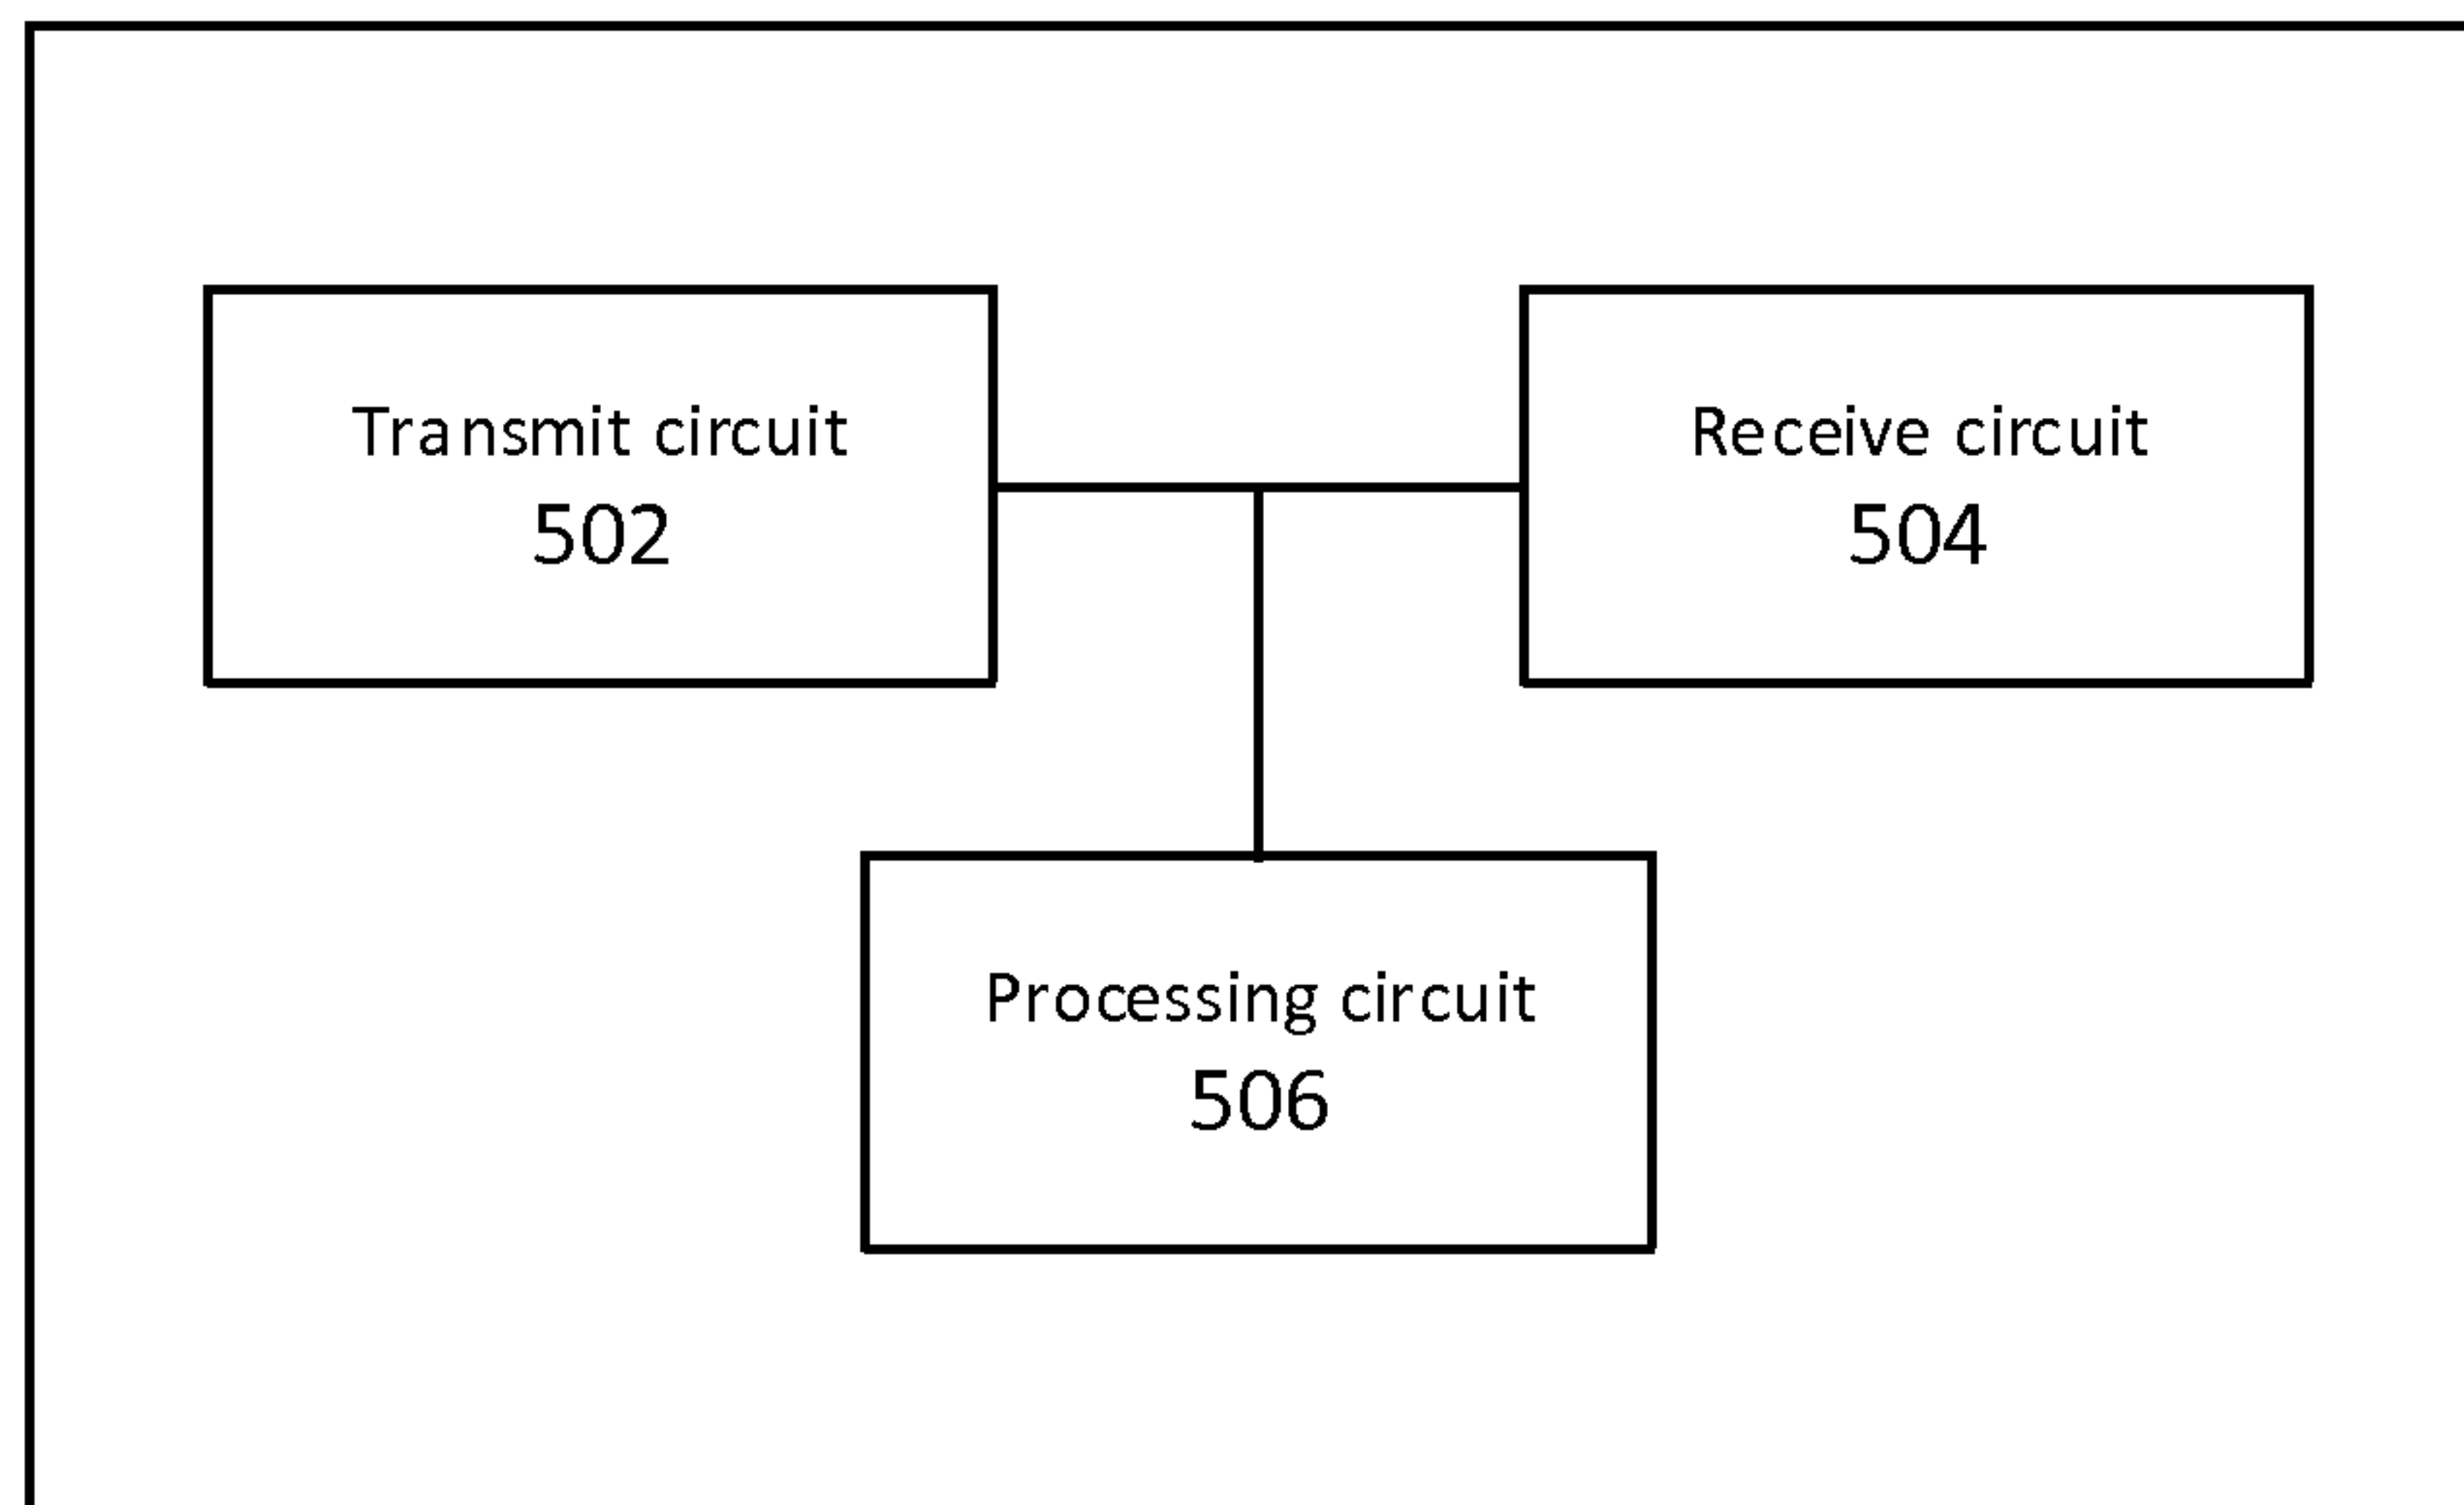 Transmit circuit
502
Receive circuit
504
Processing circuit
506